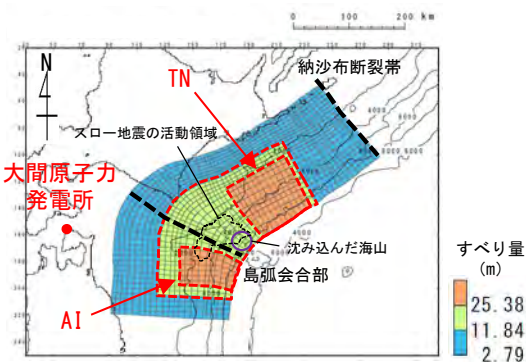 0 100 200 km
N
納沙布断裂帯
TN
スロー地震の活動領域
大間原子力
発電所
沈み込んだ海山
島弧会合部
AI
すべり量
(m)
25.38
11.84
2.79